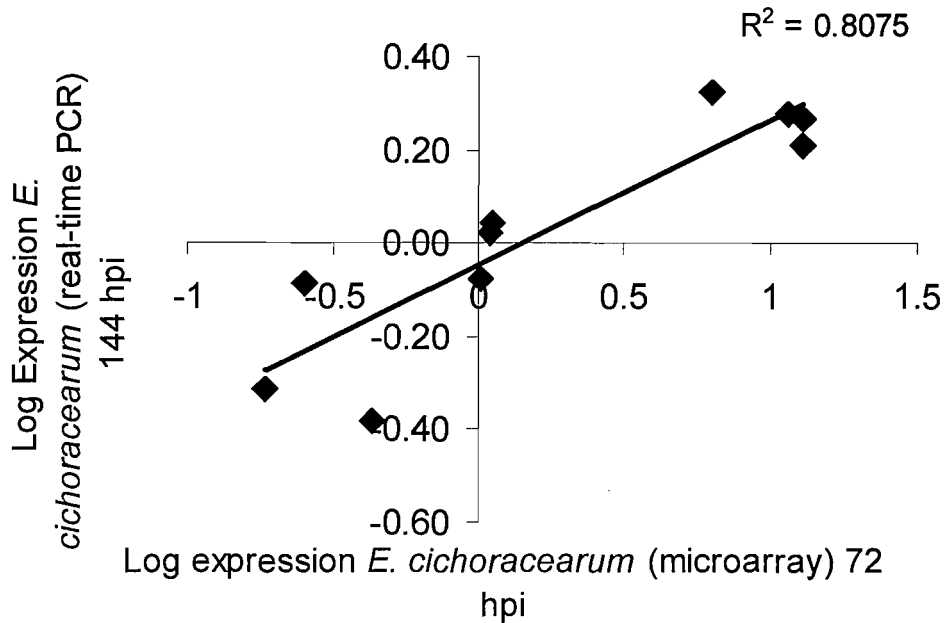 R² = 0.8075
0.40
0.20
0.00
-1 -0.5 0 0.5 1 1.5
-0.20
-0.40
-0.60
Log Expression E.
cichoracearum (real-time PCR)
144 hpi
Log expression E. cichoracearum (microarray) 72
hpi